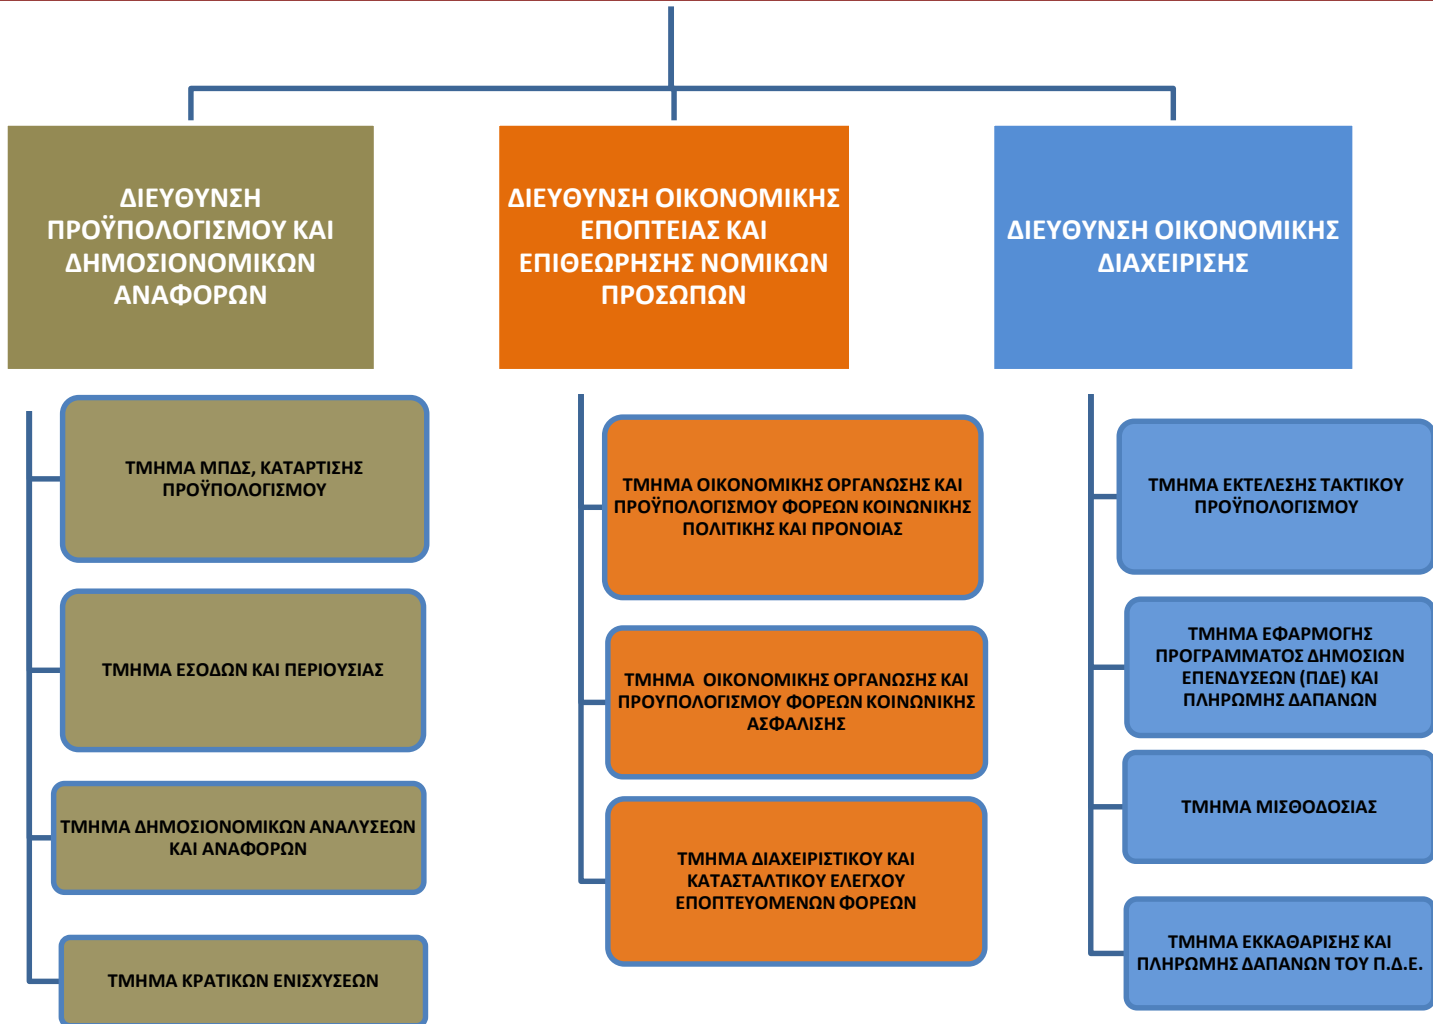 ΔΙΕΥΘΥΝΣΗ
ΠΡΟΫΠΟΛΟΓΙΣΜΟΥ ΚΑΙ
ΔΗΜΟΣΙΟΝΟΜΙΚΩΝ
ΑΝΑΦΟΡΩΝ
ΤΜΗΜΑ ΜΠΔΣ, ΚΑΤΑΡΤΙΣΗΣ
ΠΡΟΫΠΟΛΟΓΙΣΜΟΥ
ΤΜΗΜΑ ΕΣΟΔΩΝ ΚΑΙ ΠΕΡΙΟΥΣΙΑΣ
ΤΜΗΜΑ ΔΗΜΟΣΙΟΝΟΜΙΚΩΝ ΑΝΑΛΥΣΕΩΝ
ΚΑΙ ΑΝΑΦΟΡΩΝ
ΤΜΗΜΑ ΚΡΑΤΙΚΩΝ ΕΝΙΣΧΥΣΕΩΝ
ΔΙΕΥΘΥΝΣΗ ΟΙΚΟΝΟΜΙΚΗΣ
ΕΠΟΠΤΕΙΑΣ ΚΑΙ
ΕΠΙΘΕΩΡΗΣΗΣ ΝΟΜΙΚΩΝ
ΠΡΟΣΩΠΩΝ
ΤΜΗΜΑ ΟΙΚΟΝΟΜΙΚΗΣ ΟΡΓΑΝΩΣΗΣ ΚΑΙ
ΠΡΟΫΠΟΛΟΓΙΣΜΟΥ ΦΟΡΕΩΝ ΚΟΙΝΩΝΙΚΗΣ
ΠΟΛΙΤΙΚΗΣ ΚΑΙ ΠΡΟΝΟΙΑΣ
ΤΜΗΜΑ  ΟΙΚΟΝΟΜΙΚΗΣ ΟΡΓΑΝΩΣΗΣ ΚΑΙ
ΠΡΟΥΠΟΛΟΓΙΣΜΟΥ ΦΟΡΕΩΝ ΚΟΙΝΩΝΙΚΗΣ
ΑΣΦΑΛΙΣΗΣ
ΤΜΗΜΑ ΔΙΑΧΕΙΡΙΣΤΙΚΟΥ ΚΑΙ
ΚΑΤΑΣΤΑΛΤΙΚΟΥ ΕΛΕΓΧΟΥ
ΕΠΟΠΤΕΥΟΜΕΝΩΝ ΦΟΡΕΩΝ
ΔΙΕΥΘΥΝΣΗ ΟΙΚΟΝΟΜΙΚΗΣ
ΔΙΑΧΕΙΡΙΣΗΣ
ΤΜΗΜΑ ΕΚΤΕΛΕΣΗΣ ΤΑΚΤΙΚΟΥ
ΠΡΟΫΠΟΛΟΓΙΣΜΟΥ
ΤΜΗΜΑ ΕΦΑΡΜΟΓΗΣ
ΠΡΟΓΡΑΜΜΑΤΟΣ ΔΗΜΟΣΙΩΝ
ΕΠΕΝΔΥΣΕΩΝ (ΠΔΕ) ΚΑΙ
ΠΛΗΡΩΜΗΣ ΔΑΠΑΝΩΝ
ΤΜΗΜΑ ΜΙΣΘΟΔΟΣΙΑΣ
ΤΜΗΜΑ ΕΚΚΑΘΑΡΙΣΗΣ ΚΑΙ
ΠΛΗΡΩΜΗΣ ΔΑΠΑΝΩΝ ΤΟΥ Π.Δ.Ε.